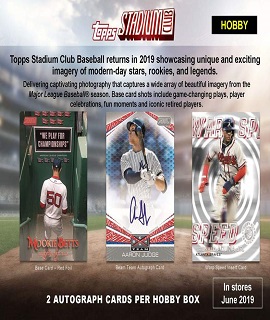 topps STADIUM CLUB
HOBBY
Topps Stadium Club Baseball returns in 2019 showcasing unique and exciting
imagery of modern-day stars, rookies, and legends.
Delivering captivating photography that captures a wide array of beautiful imagery from the
Major League Baseball® season. Base card shots include game-changing plays, player
celebrations, fun moments and iconic retired players.
"WE PLAY FOR
CHAMPIONSHIPS"
50
MOOKIE BETTS
AARON JUDGE
WARP
SPEED
Base Card - Red Foil
Beam Team Autograph Card
Warp Speed Insert Card
2 AUTOGRAPH CARDS PER HOBBY BOX
In stores
June 2019